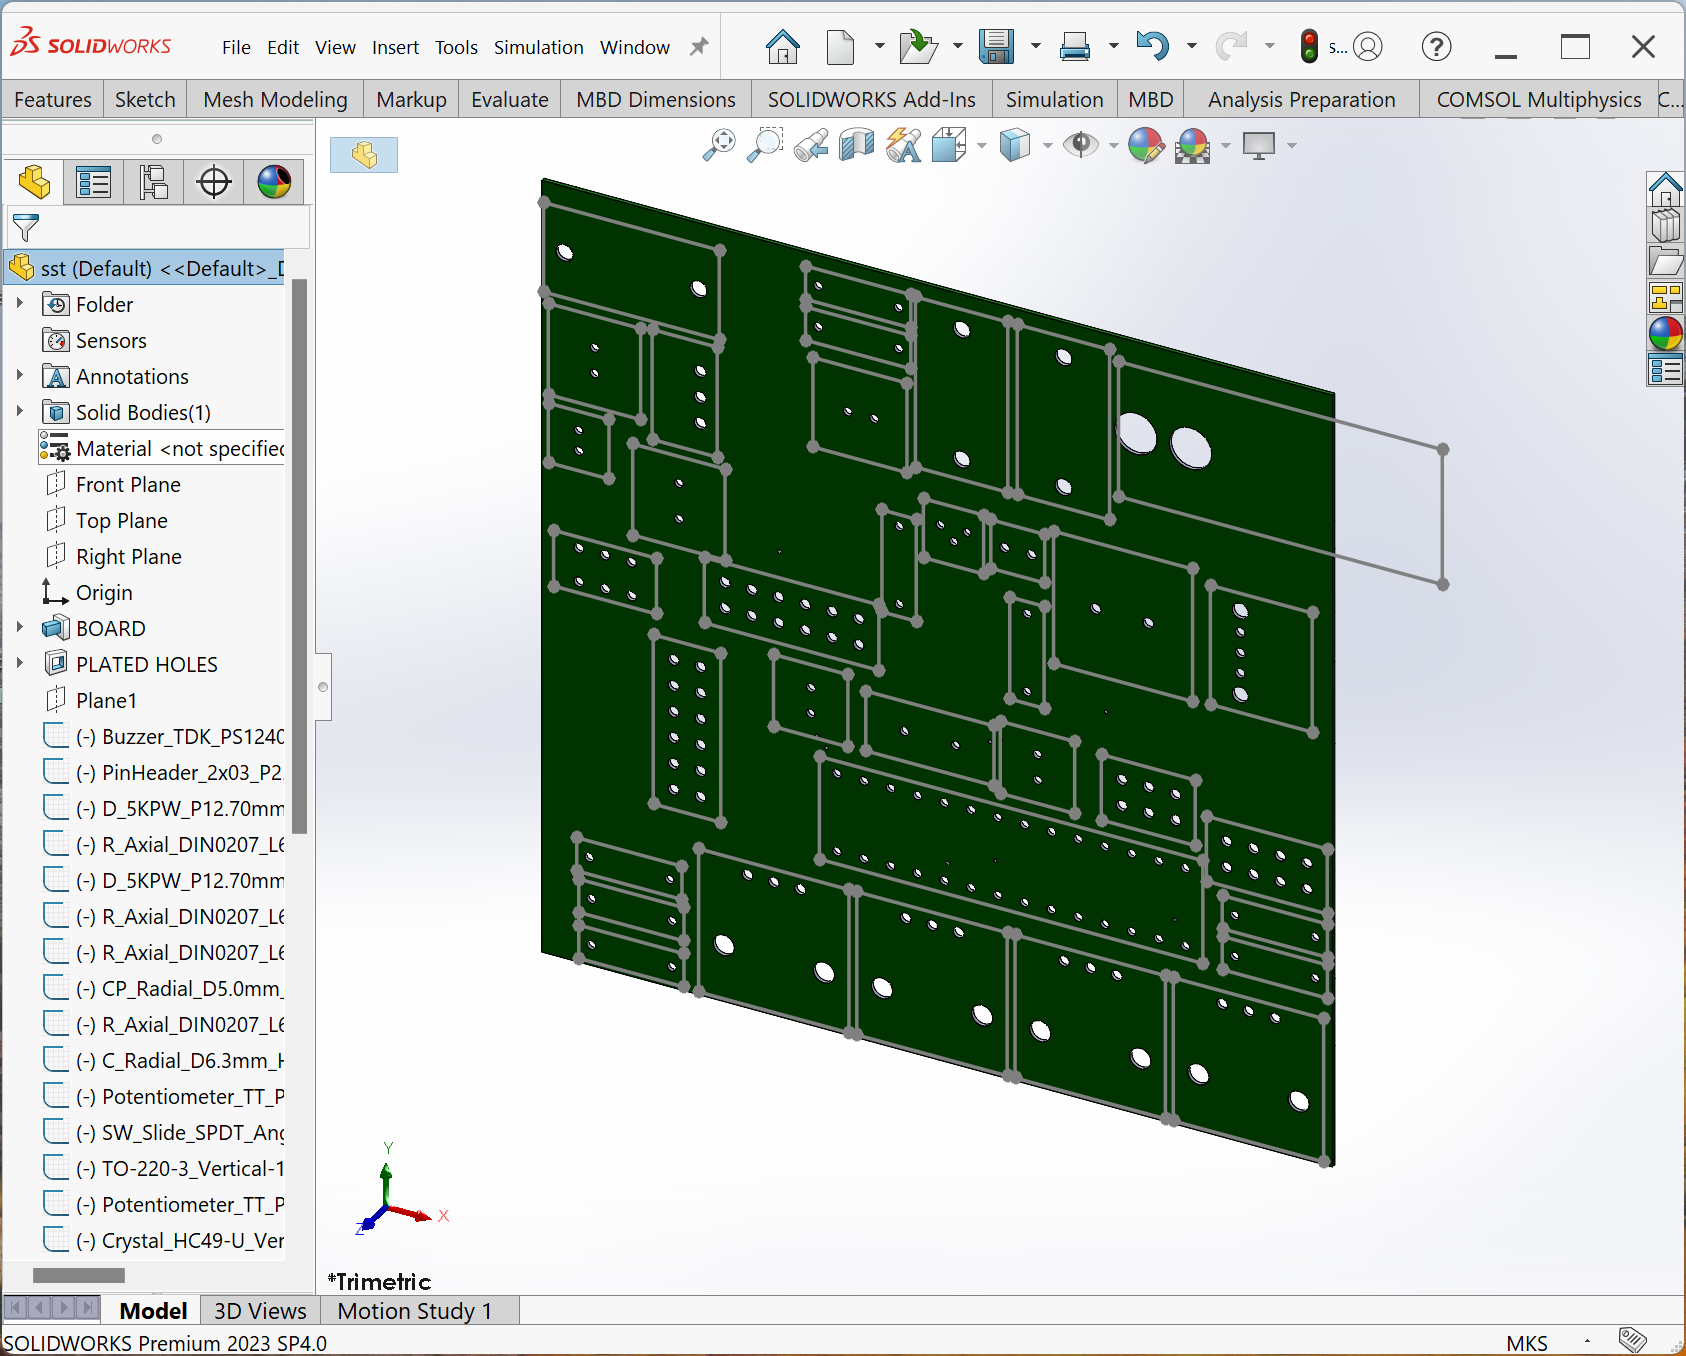 SOLIDWORKS File Edit View Insert Tools Simulation Window s...
Features Sketch Mesh Modeling Markup Evaluate MBD Dimensions SOLIDWORKS Add-Ins Simulation MBD Analysis Preparation COMSOL Multiphysics C...
sst (Default) <<Default>_D
Folder
Sensors
Annotations
Solid Bodies(1)
Material <not specified
Front Plane
Top Plane
Right Plane
Origin
BOARD
PLATED HOLES
Plane1
(-) Buzzer_TDK_PS1240
(-) PinHeader_2x03_P2.
(-) D_5KPW_P12.70mm
(-) R_Axial_DIN0207_L6
(-) D_5KPW_P12.70mm
(-) R_Axial_DIN0207_L6
(-) R_Axial_DIN0207_L6
(-) CP_Radial_D5.0mm_
(-) R_Axial_DIN0207_L6
(-) C_Radial_D6.3mm_H
(-) Potentiometer_TT_P
(-) SW_Slide_SPDT_Ang
(-) TO-220-3_Vertical-1
(-) Potentiometer_TT_P
(-) Crystal_HC49-U_Ver
Y
X
Z
*Trimetric
Model 3D Views Motion Study 1
SOLIDWORKS Premium 2023 SP4.0 MKS